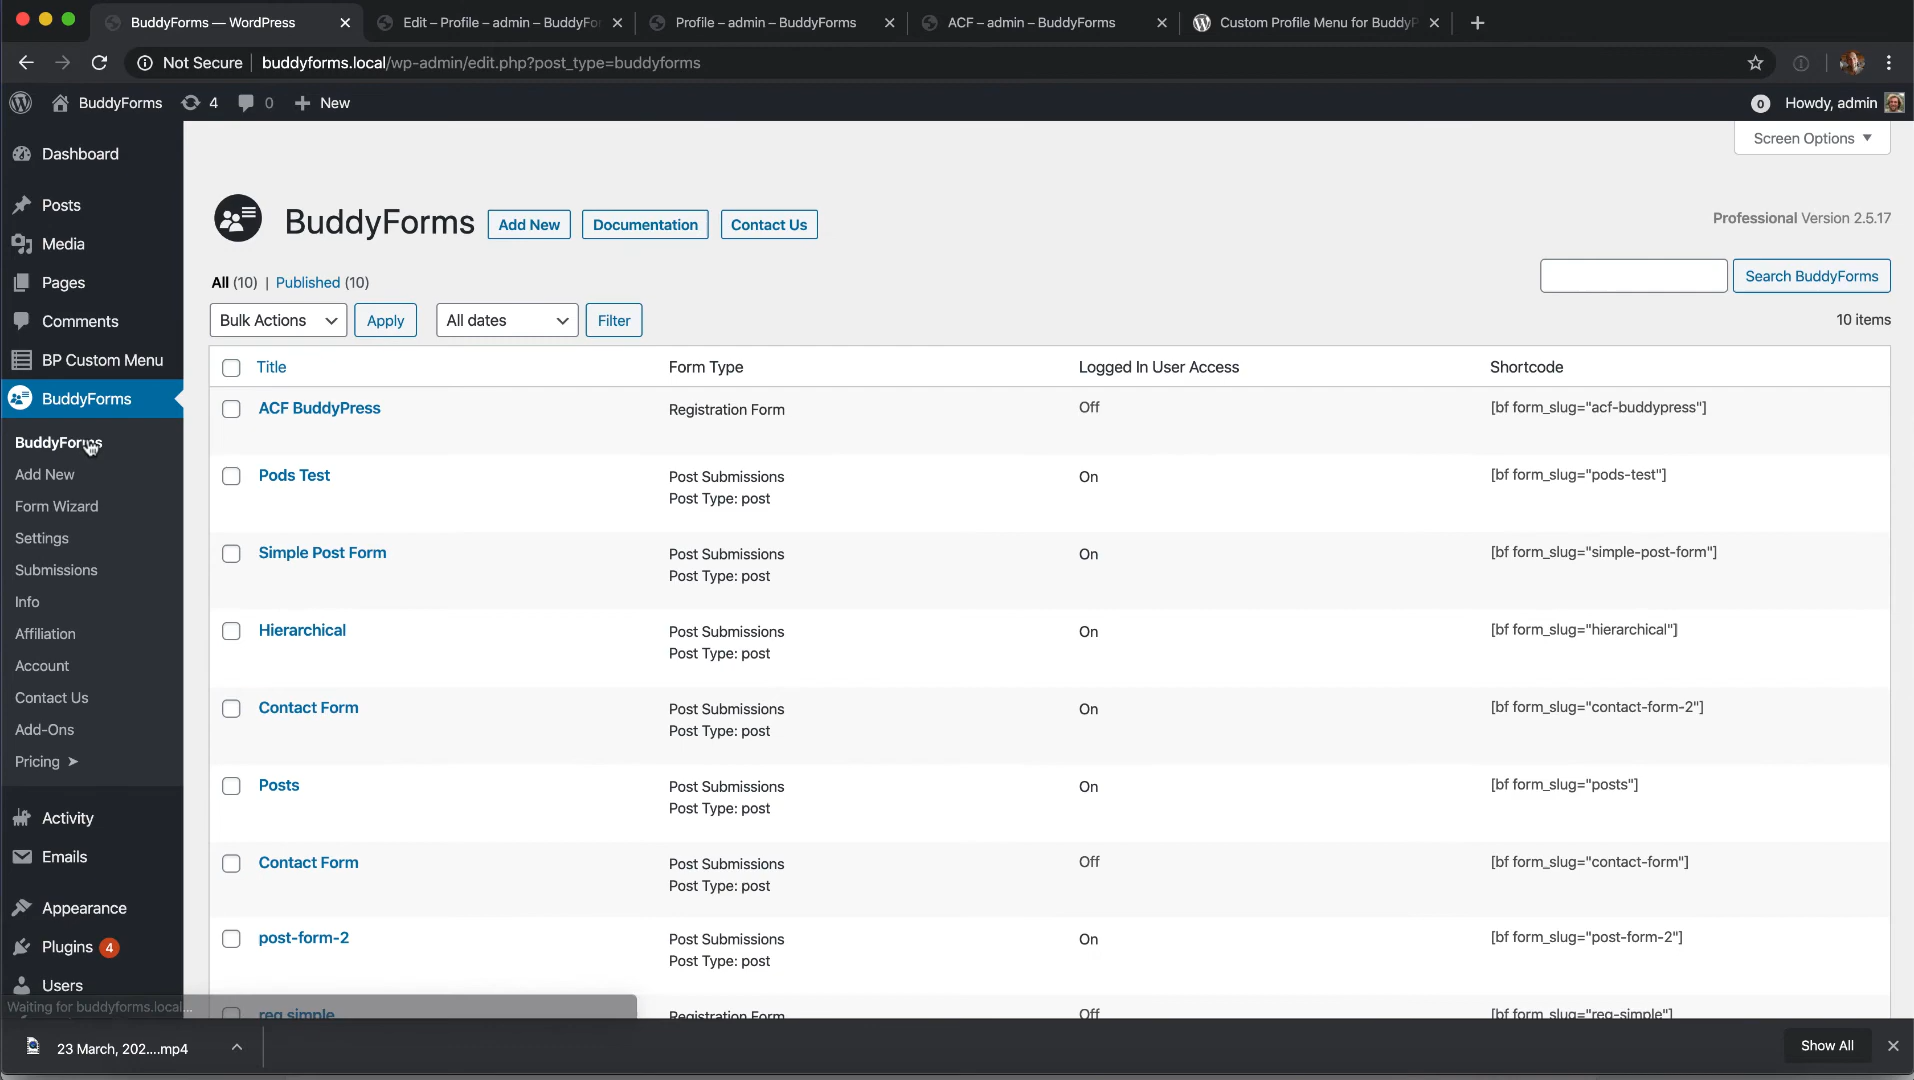 BuddyForms — WordPress
Edit – Profile – admin – BuddyFo
Profile – admin – BuddyForms
ACF – admin – BuddyForms
Custom Profile Menu for BuddyP
Not Secure buddyforms.local/wp-admin/edit.php?post_type=buddyforms
BuddyForms 4 0 New
0 Howdy, admin
Screen Options
Dashboard
Posts
Media
Pages
Comments
BP Custom Menu
BuddyForms
BuddyForms
Add New
Form Wizard
Settings
Submissions
Info
Affiliation
Account
Contact Us
Add-Ons
Pricing ➤
Activity
Emails
Appearance
Plugins 4
Users
Waiting for buddyforms.local...
BuddyForms Add New Documentation Contact Us
Professional Version 2.5.17
All (10) | Published (10)
Search BuddyForms
Bulk Actions Apply All dates Filter
10 items
Title Form Type Logged In User Access Shortcode
ACF BuddyPress Registration Form Off [bf form_slug="acf-buddypress"]
Pods Test Post Submissions On [bf form_slug="pods-test"]
Post Type: post
Simple Post Form Post Submissions On [bf form_slug="simple-post-form"]
Post Type: post
Hierarchical Post Submissions On [bf form_slug="hierarchical"]
Post Type: post
Contact Form Post Submissions On [bf form_slug="contact-form-2"]
Post Type: post
Posts Post Submissions On [bf form_slug="posts"]
Post Type: post
Contact Form Post Submissions Off [bf form_slug="contact-form"]
Post Type: post
post-form-2 Post Submissions On [bf form_slug="post-form-2"]
Post Type: post
reg simple Registration Form Off [bf form_slug="reg-simple"]
23 March, 202....mp4
Show All